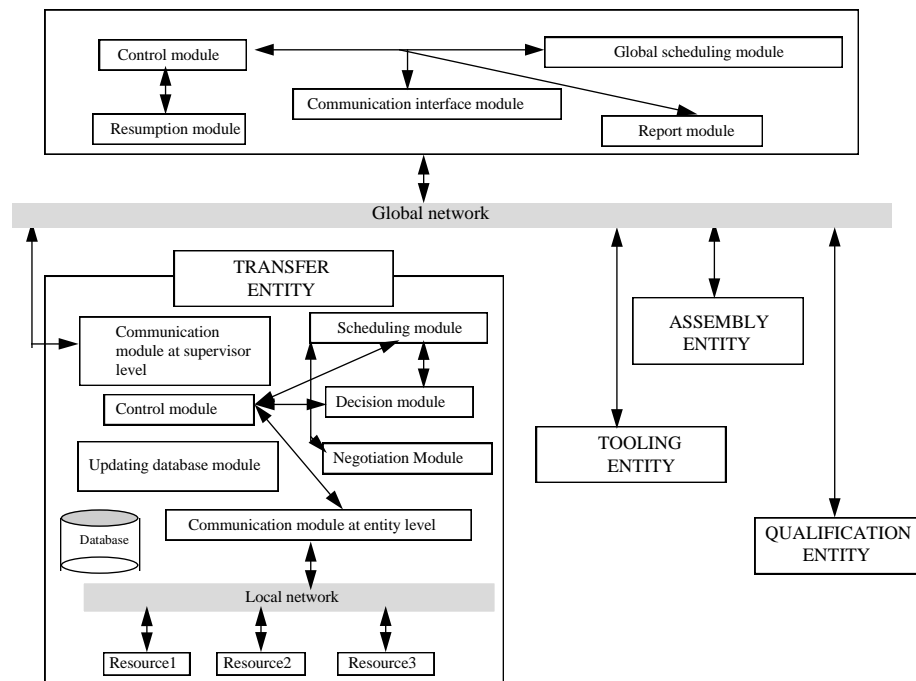 Control module
Global scheduling module
Communication interface module
Resumption module
Report module
Global network
TRANSFER
ENTITY
Communication
module at supervisor
level
Scheduling module
Control module
Decision module
Updating database module
Negotiation Module
Communication module at entity level
Database
Local network
Resource1
Resource2
Resource3
ASSEMBLY
ENTITY
TOOLING
ENTITY
QUALIFICATION
ENTITY